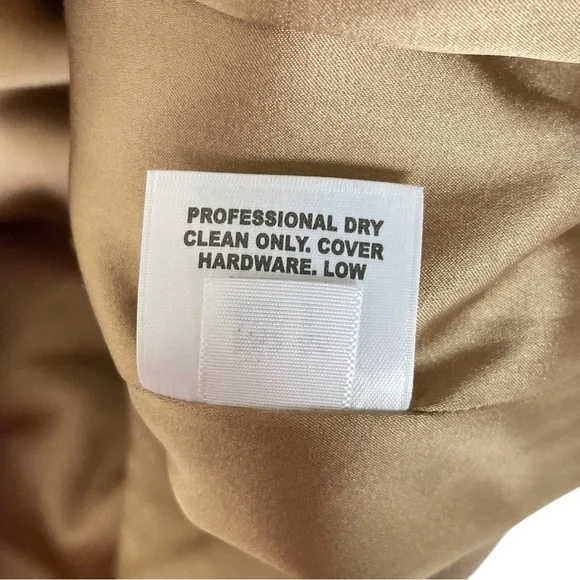 PROFESSIONAL DRY
CLEAN ONLY. COVER
HARDWARE. LOW